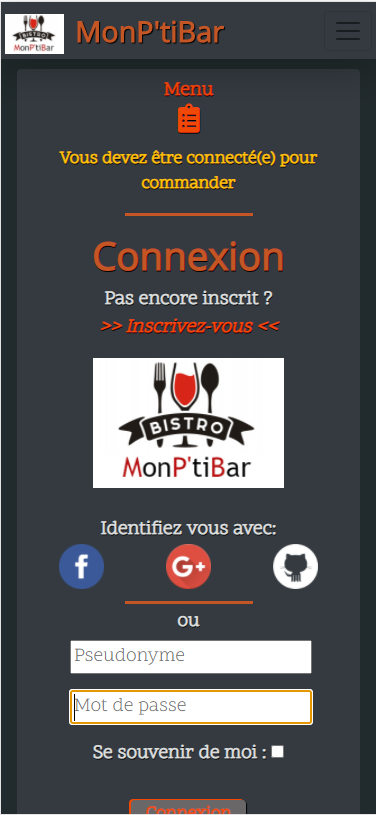 MonP'tiBar
MonP'tiBar
Menu
Vous devez être connecté(e) pour
commander
Connexion
Pas encore inscrit ?
>> Inscrivez-vous <<
BISTRO
MonP'tiBar
Identifiez vous avec:
f
G+
ou
Pseudonyme
Mot de passe
Se souvenir de moi :
Connexion